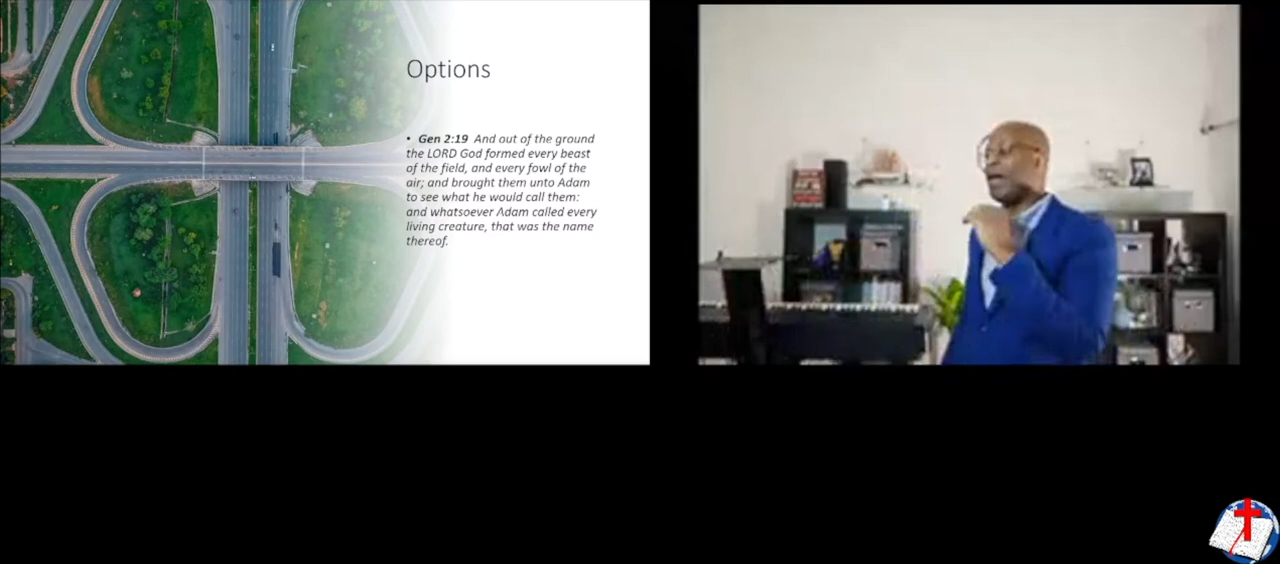 Options
• Gen 2:19 And out of the ground
the LORD God formed every beast
of the field, and every fowl of the
air; and brought them unto Adam
to see what he would call them:
and whatsoever Adam called every
living creature, that was the name
thereof.